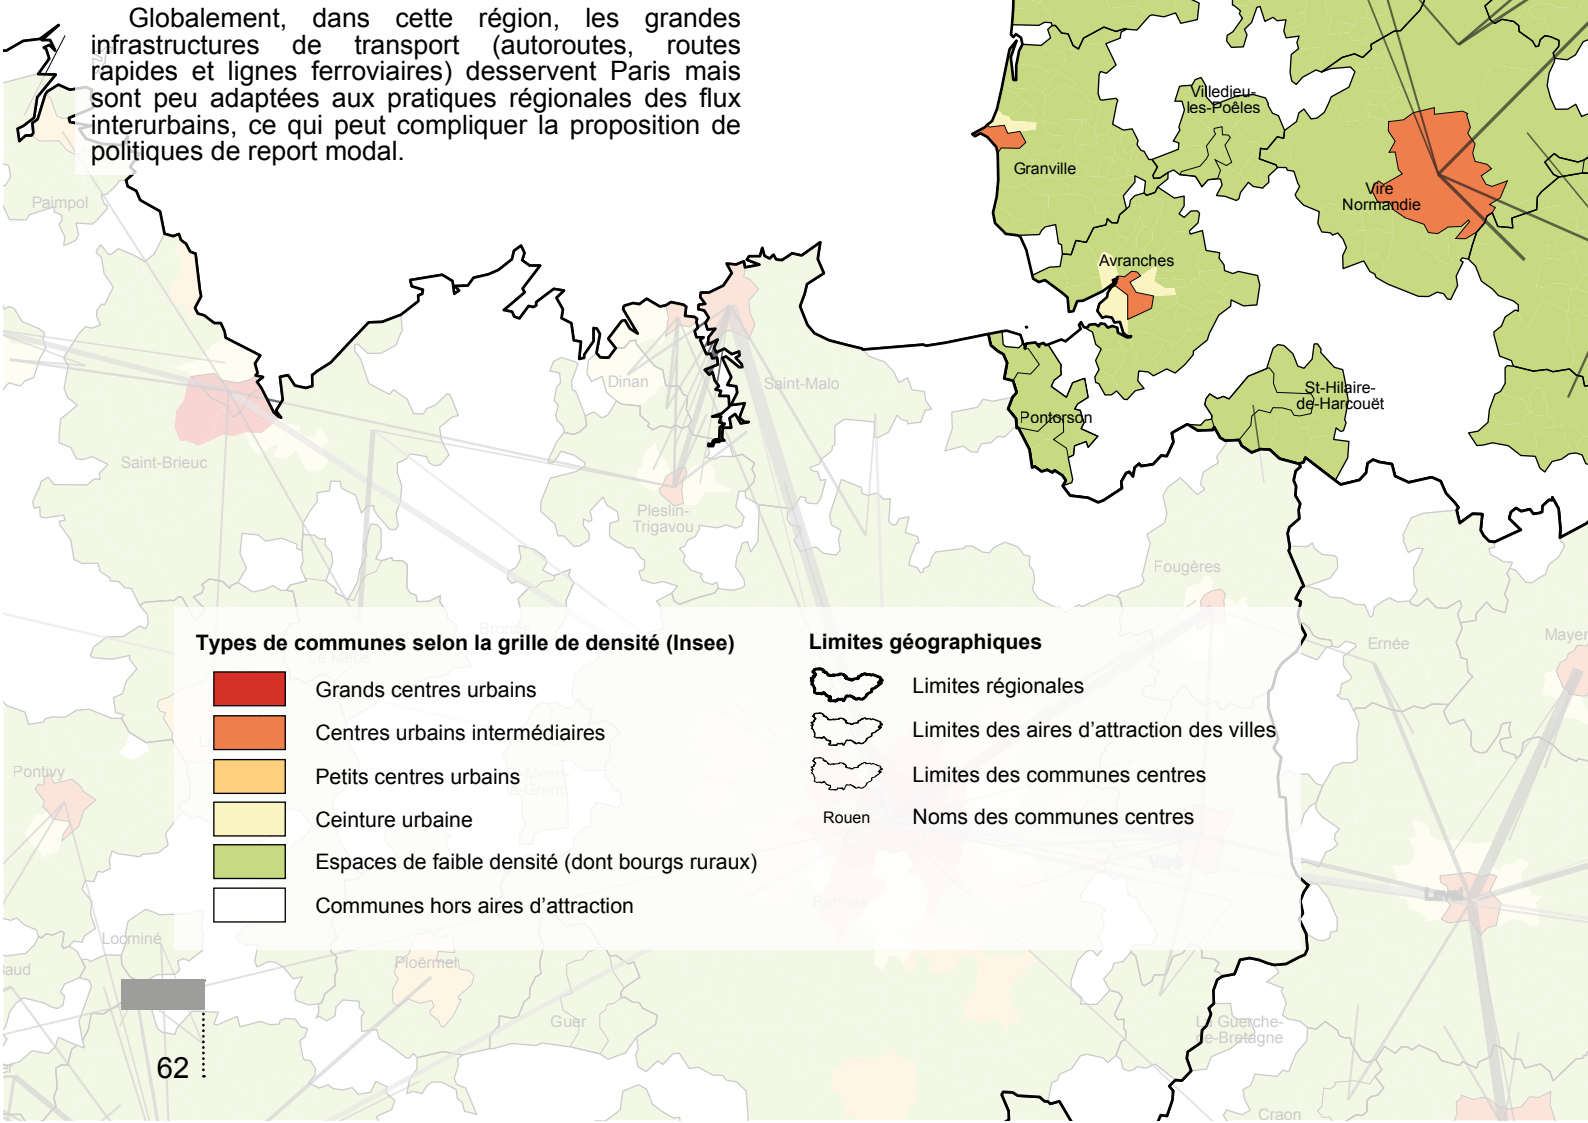 Globalement, dans cette région, les grandes
infrastructures de transport (autoroutes, routes
rapides et lignes ferroviaires) desservent Paris mais
sont peu adaptées aux pratiques régionales des flux
interurbains, ce qui peut compliquer la proposition de
politiques de report modal.
Villedieu-
les-Poêles
Granville
Vire
Normandie
Avranches
Paimpol
Dinan
Saint-Malo
Pontorson
St-Hilaire-
de-Harcouët
Saint-Brieuc
Pleslin-
Trigavou
Fougères
Ernée
Mayen
Types de communes selon la grille de densité (Insee)
Grands centres urbains
Centres urbains intermédiaires
Petits centres urbains
Ceinture urbaine
Espaces de faible densité (dont bourgs ruraux)
Communes hors aires d'attraction
Limites géographiques
Limites régionales
Limites des aires d'attraction des villes
Limites des communes centres
Rouen
Noms des communes centres
Pontivy
Rennes
Laval
Locminé
aud
Ploërmel
Guer
La Guerche-
de-Bretagne
Craon
62